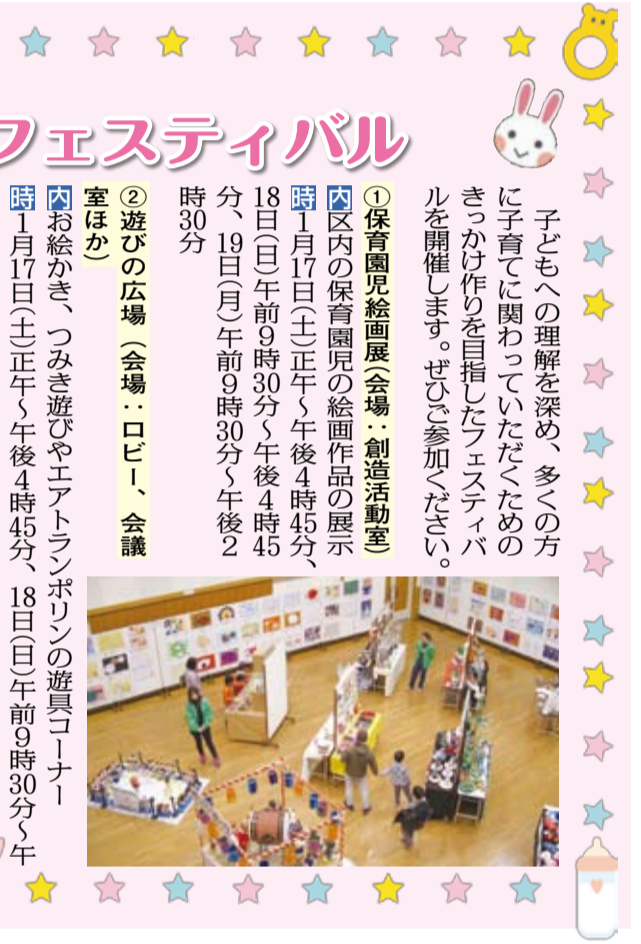 フェスティバル
子どもへの理解を深め、多くの方
に子育てに関わっていただくための
きっかけ作りを目指したフェスティバ
ルを開催します。ぜひご参加ください。
①保育園児絵画展(会場：創造活動室)
内区内の保育園児の絵画作品の展示
時1月17日(土)正午～午後4時45分、
18日(日)午前9時30分～午後4時45
分、19日(月)午前9時30分～午後2
時30分
②遊びの広場（会場：ロビー、会議
室ほか）
内お絵かき、つみき遊びやエアトランポリンの遊具コーナー
時1月17日(土)正午～午後4時45分、18日(日)午前9時30分～午